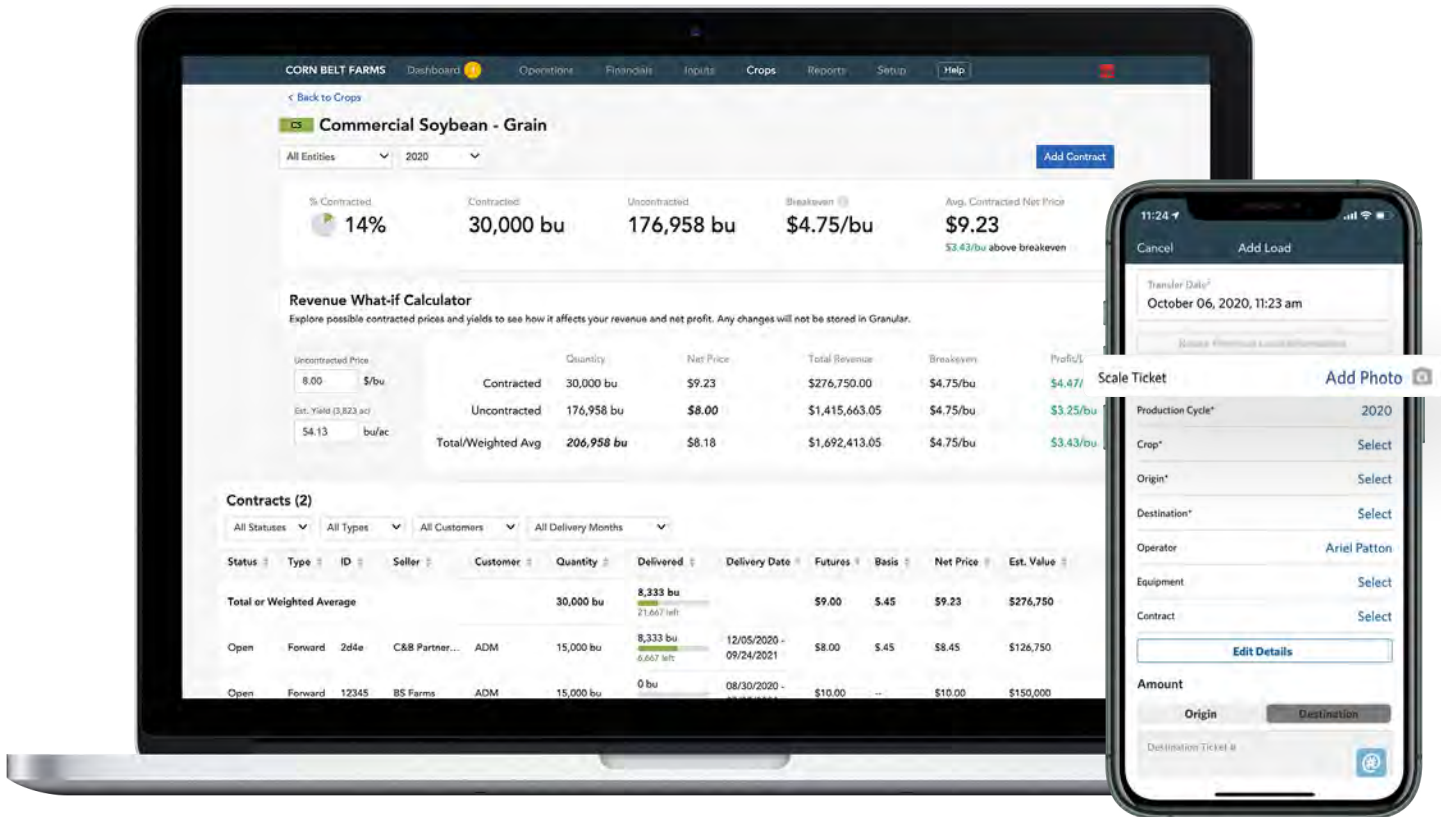 CORN BELT FARMS Dashboard Operations Financials Inputs Crops Reports Setup Help
< Back to Crops
CS Commercial Soybean - Grain
All Entities 2020 Add Contract
% Contracted Contracted Uncontracted Breakeven Avg. Contracted Net Price
14% 30,000 bu 176,958 bu $4.75/bu $9.23
$3.43/bu above breakeven
Revenue What-if Calculator
Explore possible contracted prices and yields to see how it affects your revenue and net profit. Any changes will not be stored in Granular.
Uncontracted Price Quantity Net Price Total Revenue Breakeven Profit/L
8.00 $/bu Contracted 30,000 bu $9.23 $276,750.00 $4.75/bu $4.47/
Est. Yield (3,823 ac) Uncontracted 176,958 bu $8.00 $1,415,663.05 $4.75/bu $3.25/bu
54.13 bu/ac Total/Weighted Avg 206,958 bu $8.18 $1,692,413.05 $4.75/bu $3.43/bu
Contracts (2)
All Statuses All Types All Customers All Delivery Months
Status Type ID Seller Customer Quantity Delivered Delivery Date Futures Basis Net Price Est. Value
Total or Weighted Average 30,000 bu 8,333 bu $9.00 $.45 $9.23 $276,750
21,667 left
Open Forward 2d4e C&B Partner... ADM 15,000 bu 8,333 bu 12/05/2020 - $8.00 $.45 $8.45 $126,750
6,667 left 09/24/2021
Open Forward 12345 BS Farms ADM 15,000 bu 0 bu 08/30/2020 - $10.00 -- $10.00 $150,000
11:24
Cancel Add Load
Transfer Date*
October 06, 2020, 11:23 am
Scale Ticket Add Photo
Production Cycle* 2020
Crop* Select
Origin* Select
Destination* Select
Operator Ariel Patton
Equipment Select
Contract Select
Edit Details
Amount
Origin Destination
Destination Ticket #